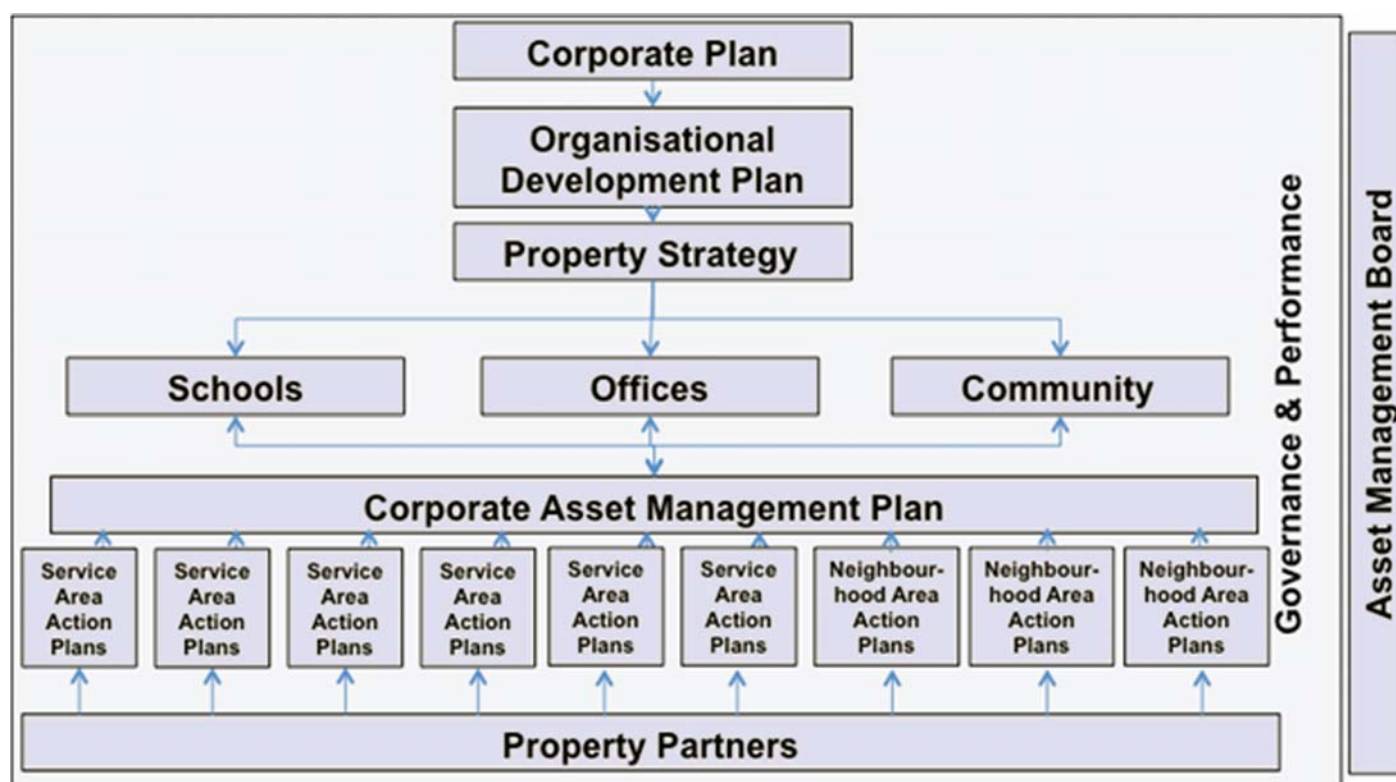 Corporate Plan
Organisational
Development Plan
Property Strategy
Schools
Offices
Community
Corporate Asset Management Plan
Service
Area
Action
Plans
Service
Area
Action
Plans
Service
Area
Action
Plans
Service
Area
Action
Plans
Service
Area
Action
Plans
Service
Area
Action
Plans
Neighbour-
hood Area
Action
Plans
Neighbour-
hood Area
Action
Plans
Neighbour-
hood Area
Action
Plans
Property Partners
Governance & Performance
Asset Management Board